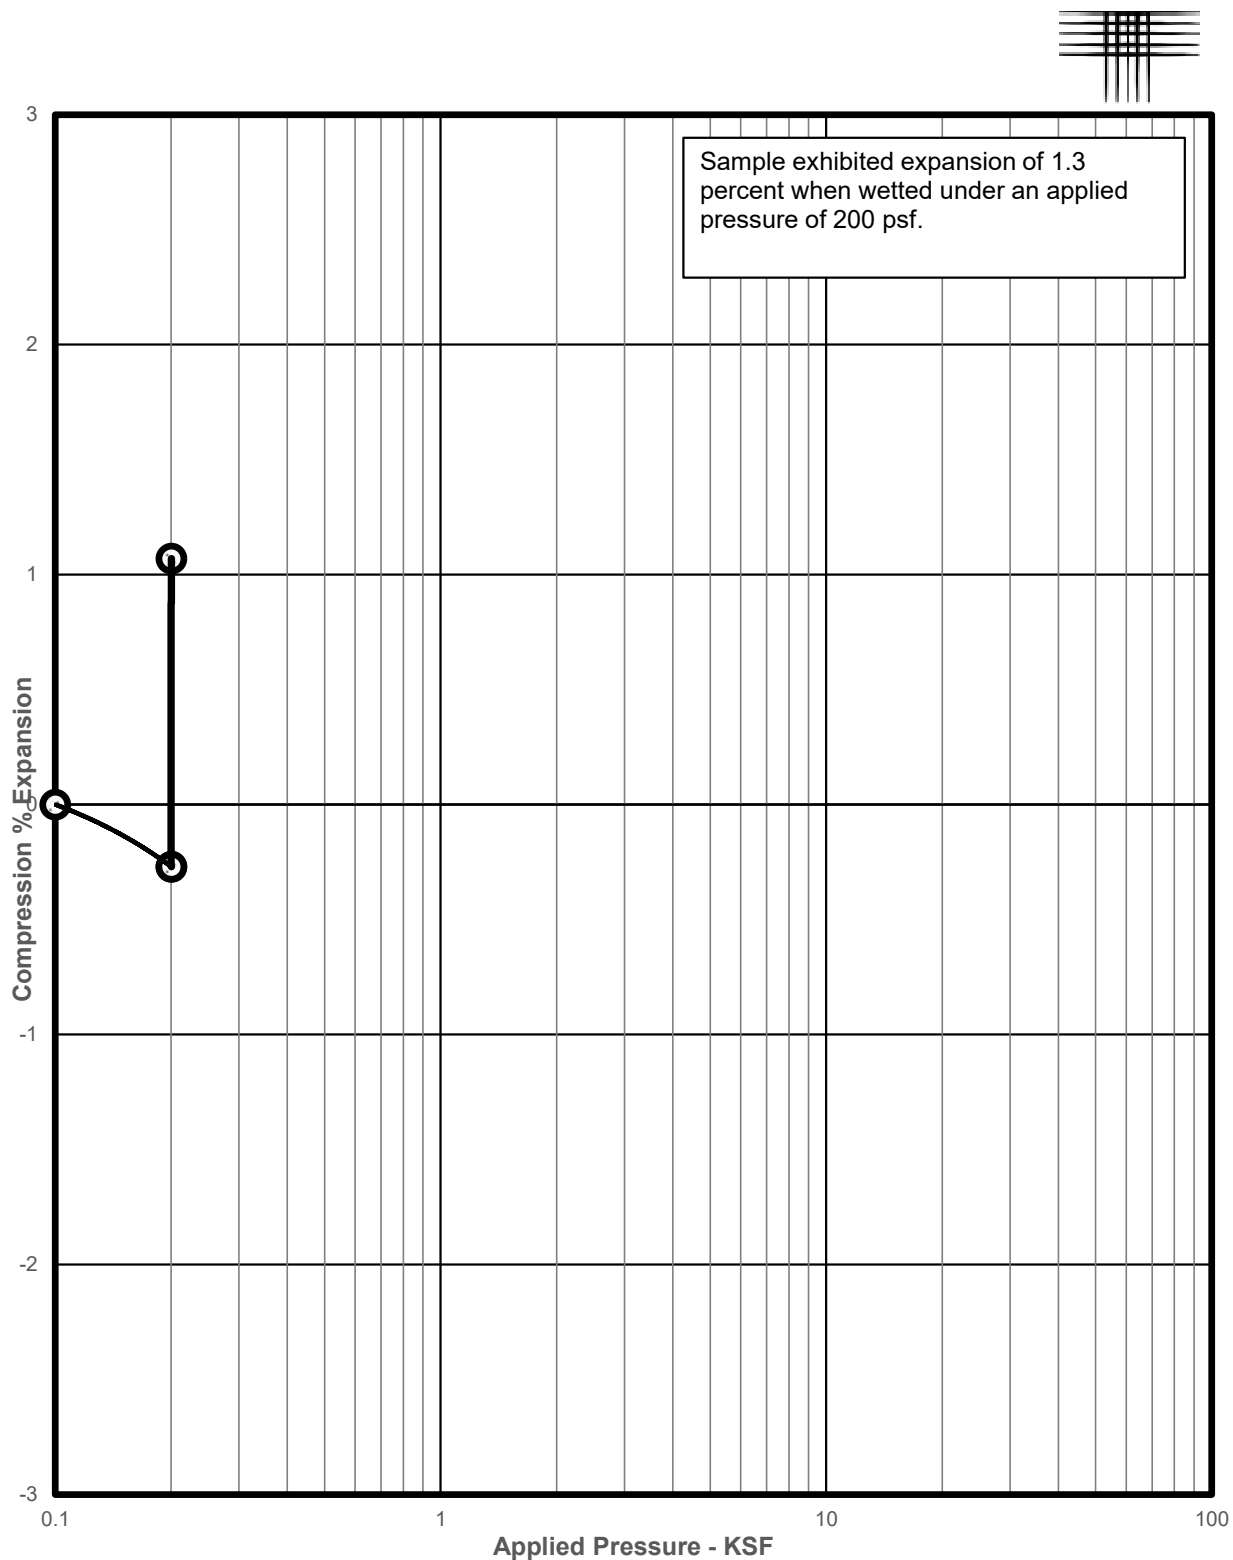 3
Sample exhibited expansion of 1.3
percent when wetted under an applied
pressure of 200 psf.
2
1
0
-1
-2
-3
Compression % Expansion
0.1
1
10
100
Applied Pressure - KSF